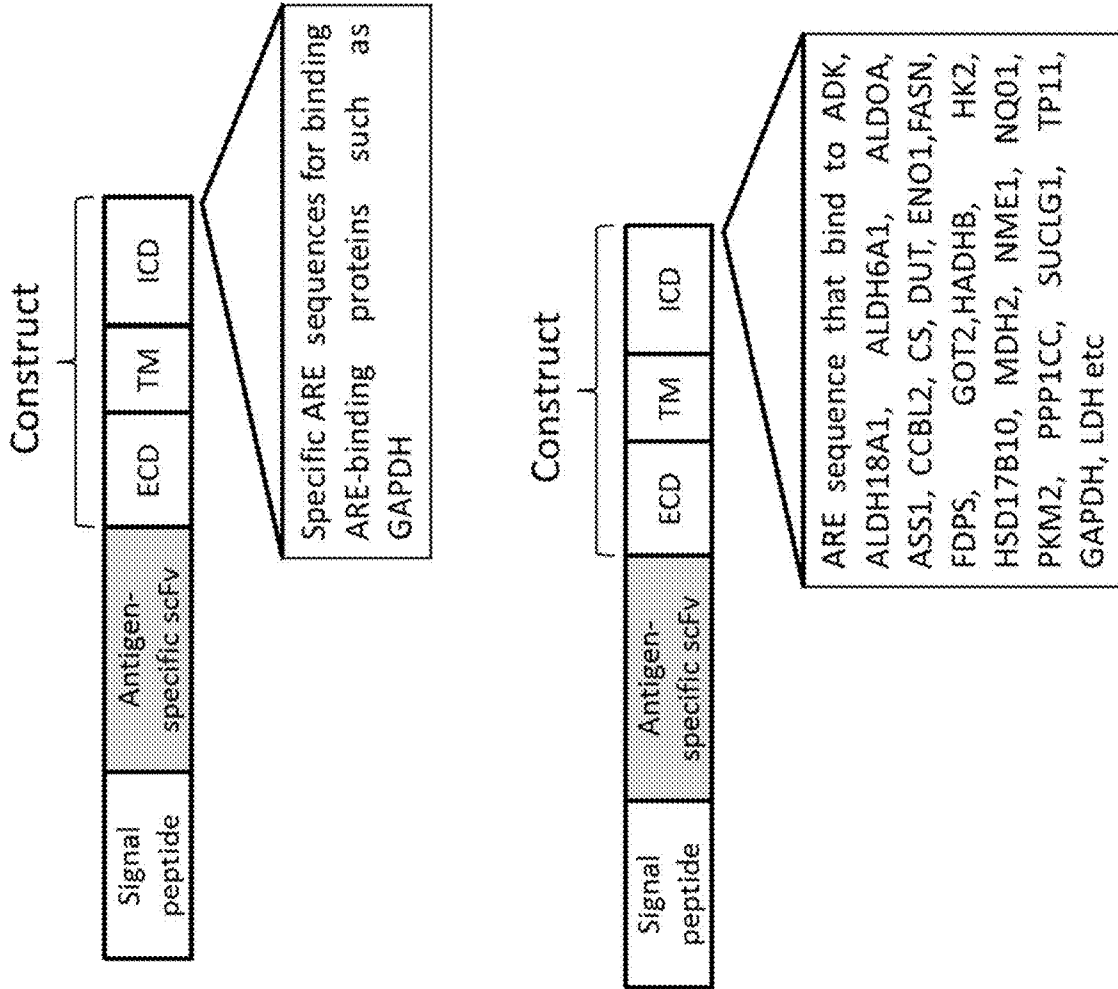 Construct
Signal
peptide
Antigen-
specific scFv
ECD
TM
ICD
Specific ARE sequences for binding
ARE-binding proteins such as
GAPDH
Construct
Signal
peptide
Antigen-
specific scFv
ECD
TM
ICD
ARE sequence that bind to ADK,
ALDH18A1, ALDH6A1, ALDOA,
ASS1, CCBL2, CS, DUT, ENO1,FASN,
FDPS, GOT2,HADHB, HK2,
HSD17B10, MDH2, NME1, NQ01,
PKM2, PPP1CC, SUCLG1, TP11,
GAPDH, LDH etc